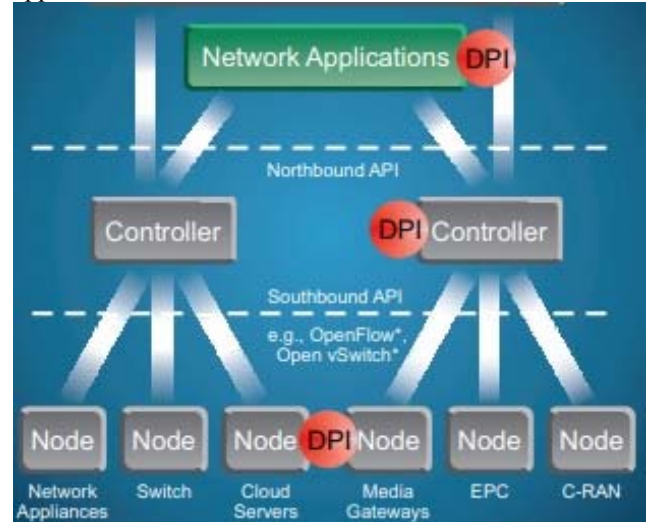 Network Applications DPI
Northbound API
Controller DPI Controller
Southbound API
e.g., OpenFlow*,
Open vSwitch*
Node Node Node DPI Node Node Node
Network Switch Cloud Media EPC C-RAN
Appliances Servers Gateways